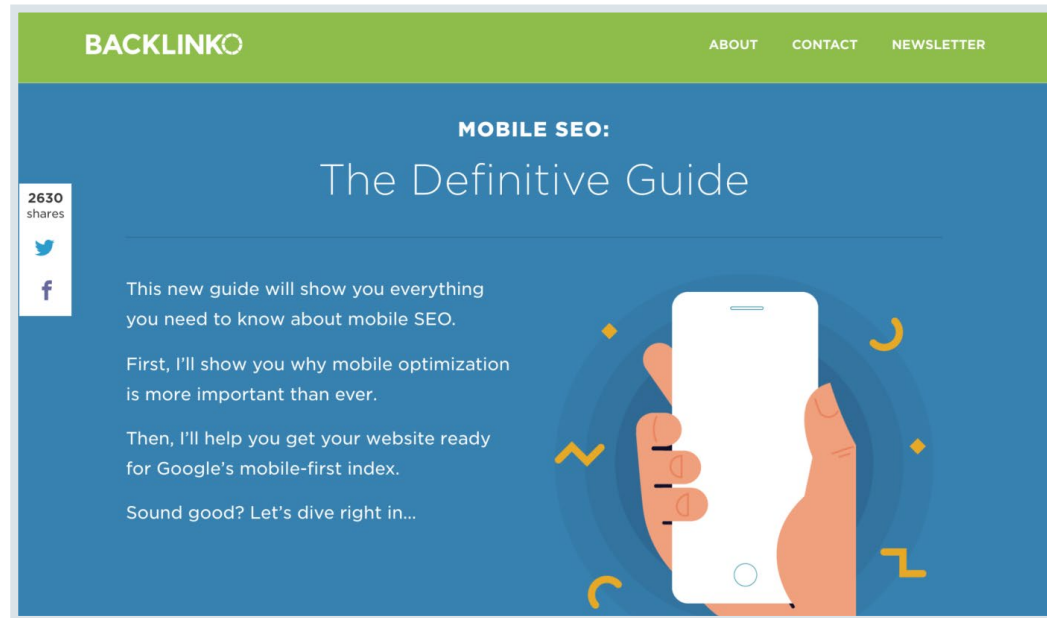 BACKLINKO
ABOUT CONTACT NEWSLETTER
MOBILE SEO:
The Definitive Guide
2630
shares
This new guide will show you everything
you need to know about mobile SEO.
First, I’ll show you why mobile optimization
is more important than ever.
Then, I’ll help you get your website ready
for Google’s mobile-first index.
Sound good? Let’s dive right in...